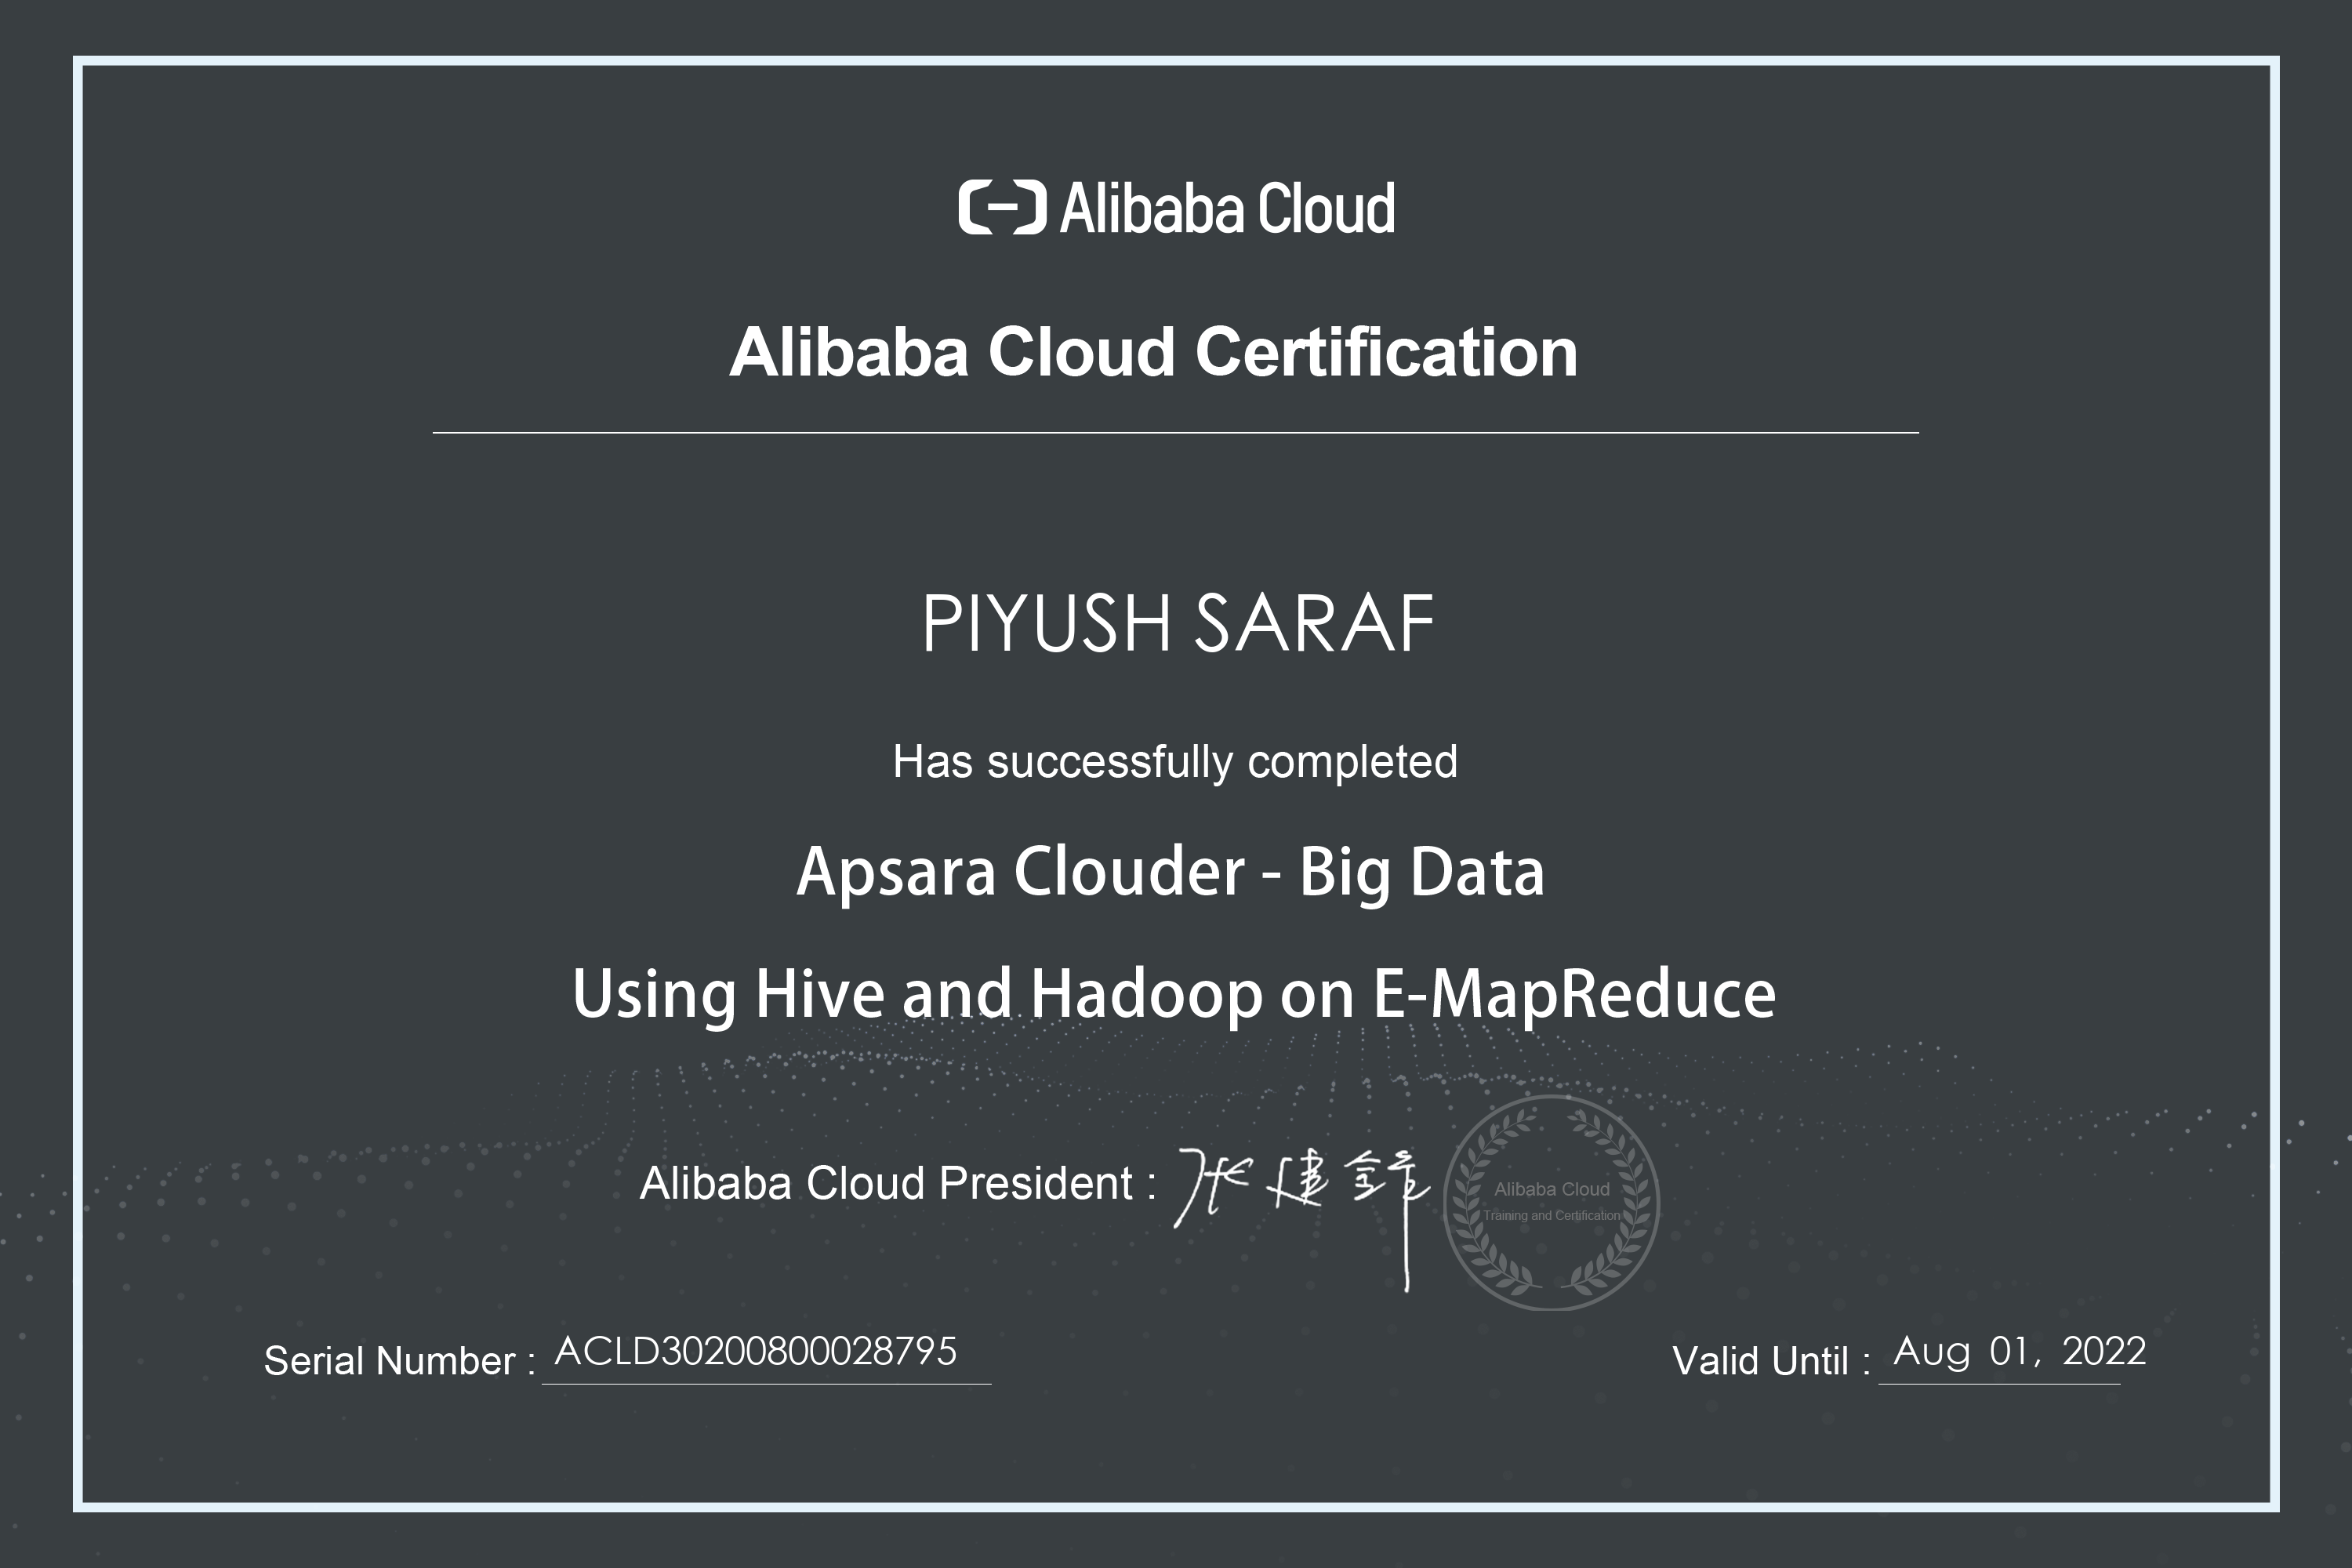 Alibaba Cloud
Alibaba Cloud Certification
PIYUSH SARAF
Has successfully completed
Apsara Clouder - Big Data
Using Hive and Hadoop on E-MapReduce
Alibaba Cloud President : 张建锋
Alibaba Cloud
Training and Certification
Serial Number : ACLD30200800028795
Valid Until : Aug 01, 2022